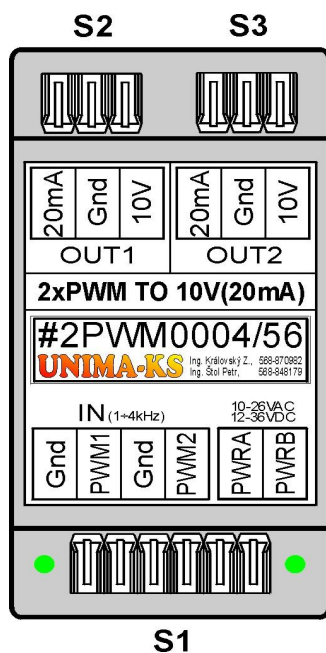 S2 S3
20mA Gnd 10V 20mA Gnd 10V
OUT1 OUT2
2xPWM TO 10V(20mA)
#2PWM0004/56
UNIMA-KS Ing. Královský Z., 568-870982
Ing. Štol Petr, 568-848179
IN (1÷4kHz) 10-26VAC
12-36VDC
Gnd PWM1 Gnd PWM2 PWRA PWRB
S1